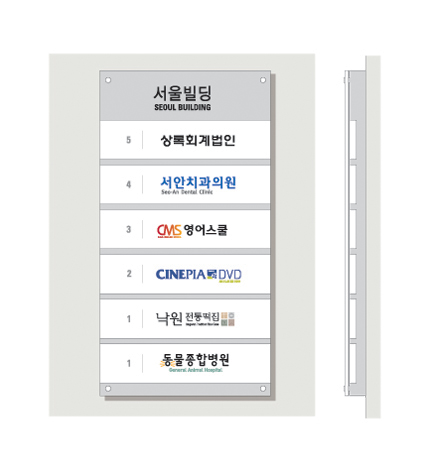 서울빌딩
SEOUL BUILDING
5 상록회계법인
4 서안치과의원
Seo-An Dental Clinic
3 CMS 영어스쿨
2 CINEPIA DVD
1 낙원 전통떡집
1 동물종합병원
General Animal Hospital